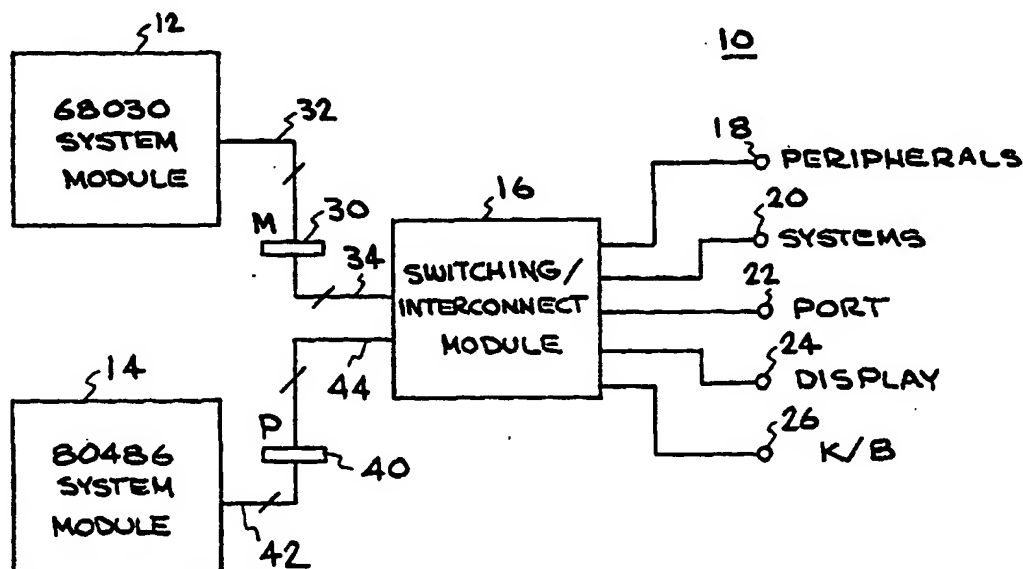 12
10
68030
SYSTEM
MODULE
32
18
PERIPHERALS
M
30
16
20
SYSTEMS
34
SWITCHING/
INTERCONNECT
MODULE
22
PORT
14
44
24
DISPLAY
P
40
26
K/B
80486
SYSTEM
MODULE
42